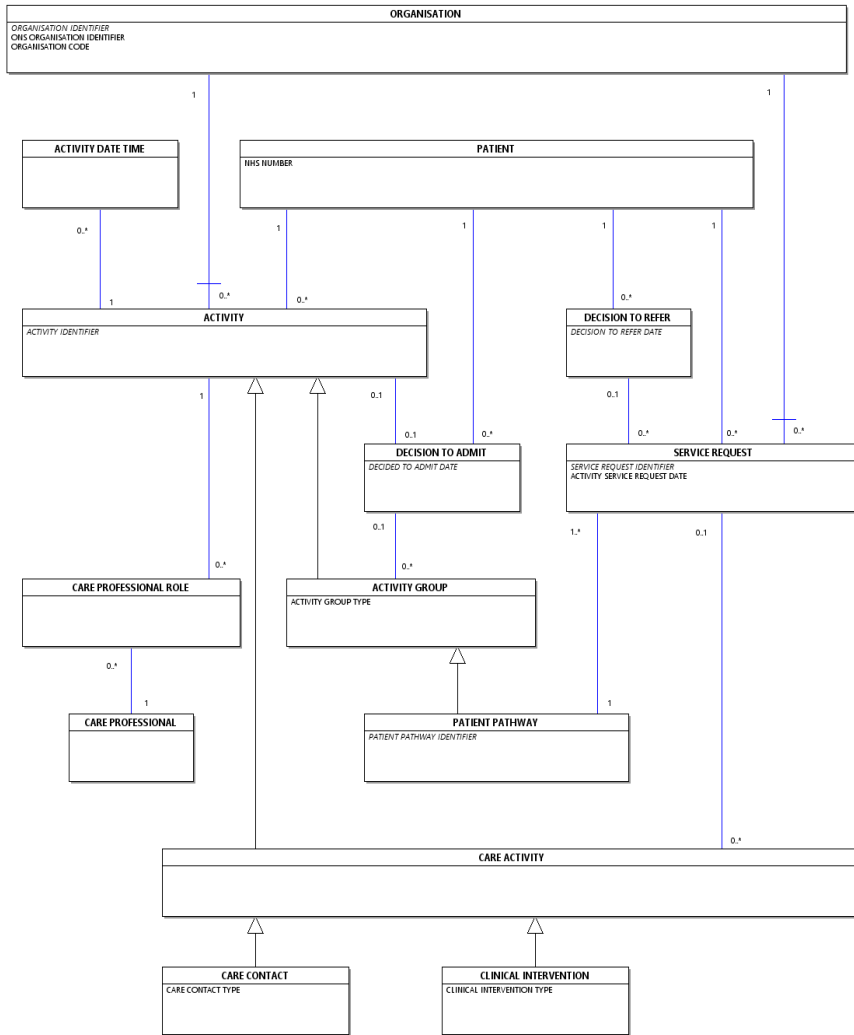 ORGANISATION
ORGANISATION IDENTIFIER
ONS ORGANISATION IDENTIFIER
ORGANISATION CODE
1
1
ACTIVITY DATE TIME
PATIENT
NHS NUMBER
0..*
1
1
1
1
1
0..*
0..*
0..*
ACTIVITY
ACTIVITY IDENTIFIER
DECISION TO REFER
DECISION TO REFER DATE
1
0..1
0..1
0..1
0..*
0..*
0..*
0..*
DECISION TO ADMIT
DECIDED TO ADMIT DATE
SERVICE REQUEST
SERVICE REQUEST IDENTIFIER
ACTIVITY SERVICE REQUEST DATE
0..1
1..*
0..1
0..*
0..*
CARE PROFESSIONAL ROLE
ACTIVITY GROUP
ACTIVITY GROUP TYPE
0..*
1
1
CARE PROFESSIONAL
PATIENT PATHWAY
PATIENT PATHWAY IDENTIFIER
0..*
CARE ACTIVITY
CARE CONTACT
CARE CONTACT TYPE
CLINICAL INTERVENTION
CLINICAL INTERVENTION TYPE